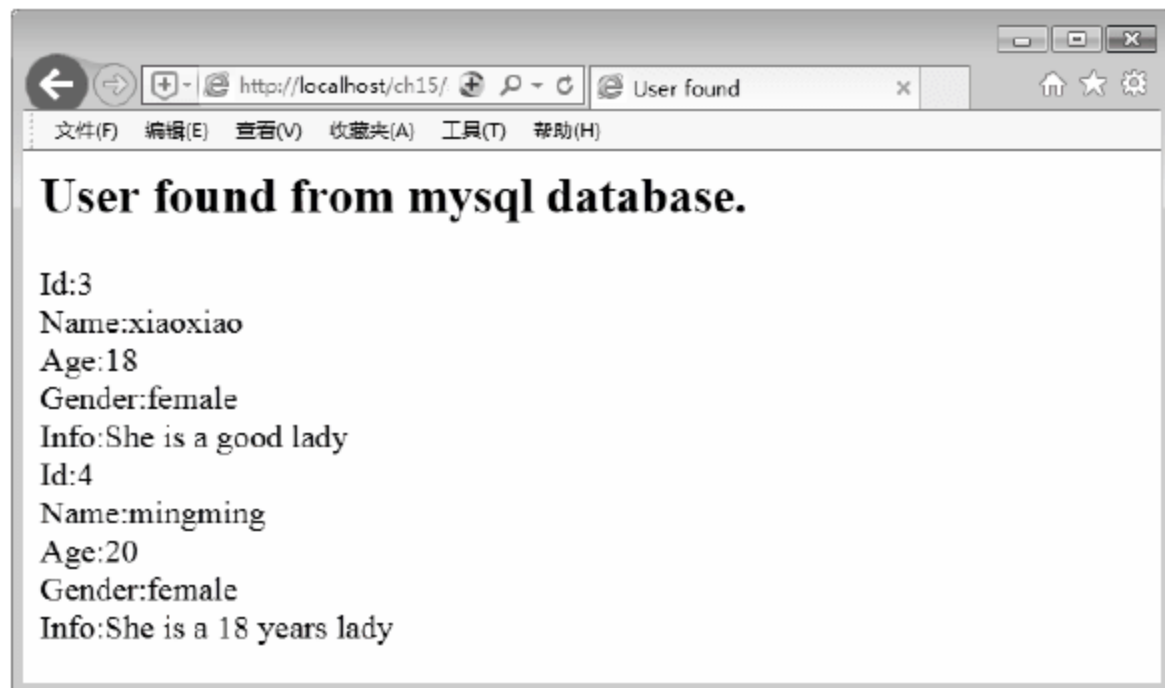 http://localhost/ch15/
User found
文件(F) 编辑(E) 查看(V) 收藏夹(A) 工具(T) 帮助(H)
User found from mysql database.
Id:3
Name:xiaoxiao
Age:18
Gender:female
Info:She is a good lady
Id:4
Name:mingming
Age:20
Gender:female
Info:She is a 18 years lady